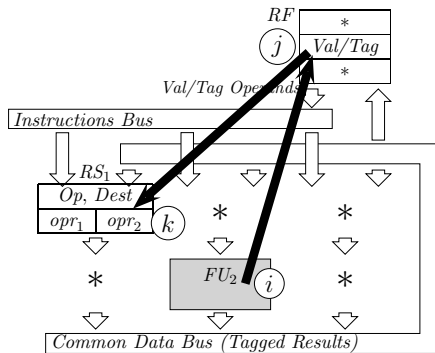 RF
*
j
Val/Tag
*
Val/Tag Operands
Instructions Bus
RS1
Op, Dest
opr1 opr2
k
* *
FU2
i
* *
Common Data Bus (Tagged Results)